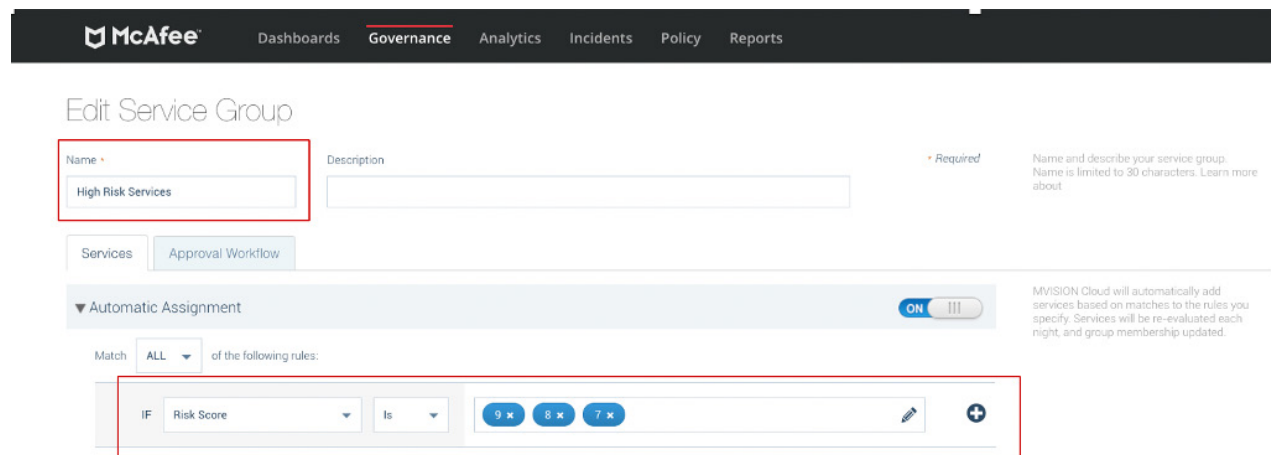 McAfee Dashboards Governance Analytics Incidents Policy Reports
Edit Service Group
Name * Description * Required
High Risk Services
Name and describe your service group.
Name is limited to 30 characters. Learn more
about
Services Approval Workflow
Automatic Assignment ON
MVISION Cloud will automatically add
services based on matches to the rules you
specify. Services will be re-evaluated each
night, and group membership updated.
Match ALL of the following rules:
IF Risk Score Is 9 x 8 x 7 x